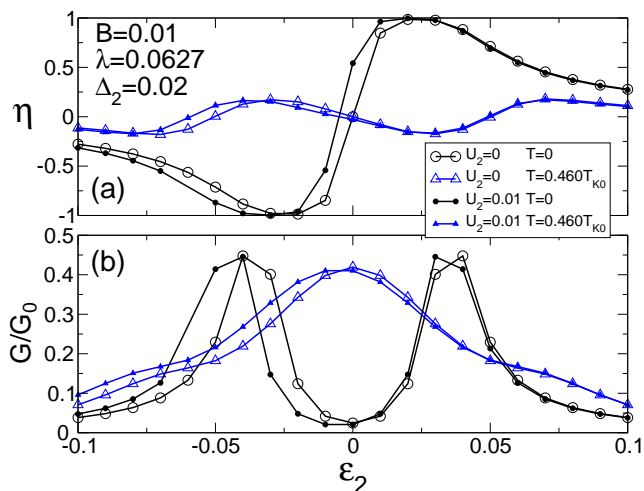 1
0.5
0
-0.5
-1
η
B=0.01
λ=0.0627
Δ₂=0.02
(a)
U₂=0 T=0
U₂=0 T=0.460T_K0
U₂=0.01 T=0
U₂=0.01 T=0.460T_K0
0.5
0.4
0.3
0.2
0.1
0
G/G₀
(b)
-0.1 -0.05 0 0.05 0.1
ε₂